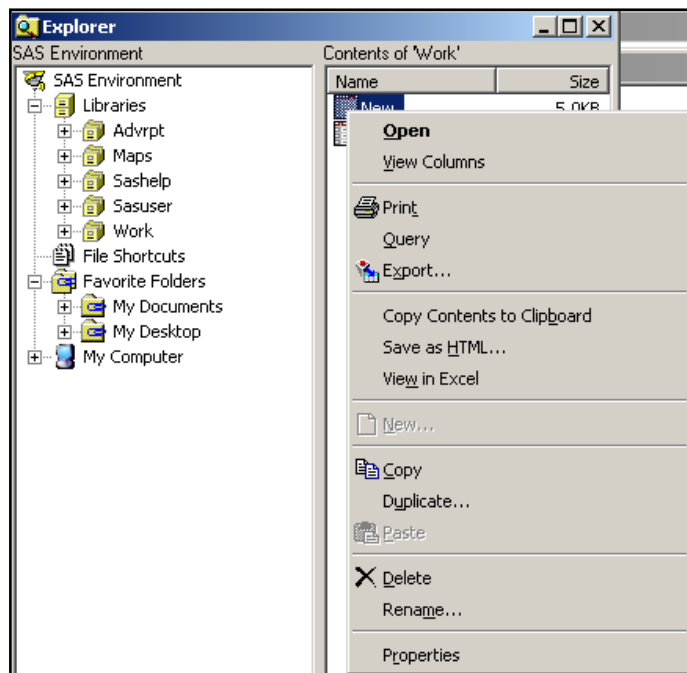 Explorer
SAS Environment
Contents of 'Work'
SAS Environment
Libraries
Advrpt
Maps
Sashelp
Sasuser
Work
File Shortcuts
Favorite Folders
My Documents
My Desktop
My Computer
Name Size
New 5.0KB
Open
View Columns
Print
Query
Export...
Copy Contents to Clipboard
Save as HTML...
View in Excel
New...
Copy
Duplicate...
Paste
Delete
Rename...
Properties